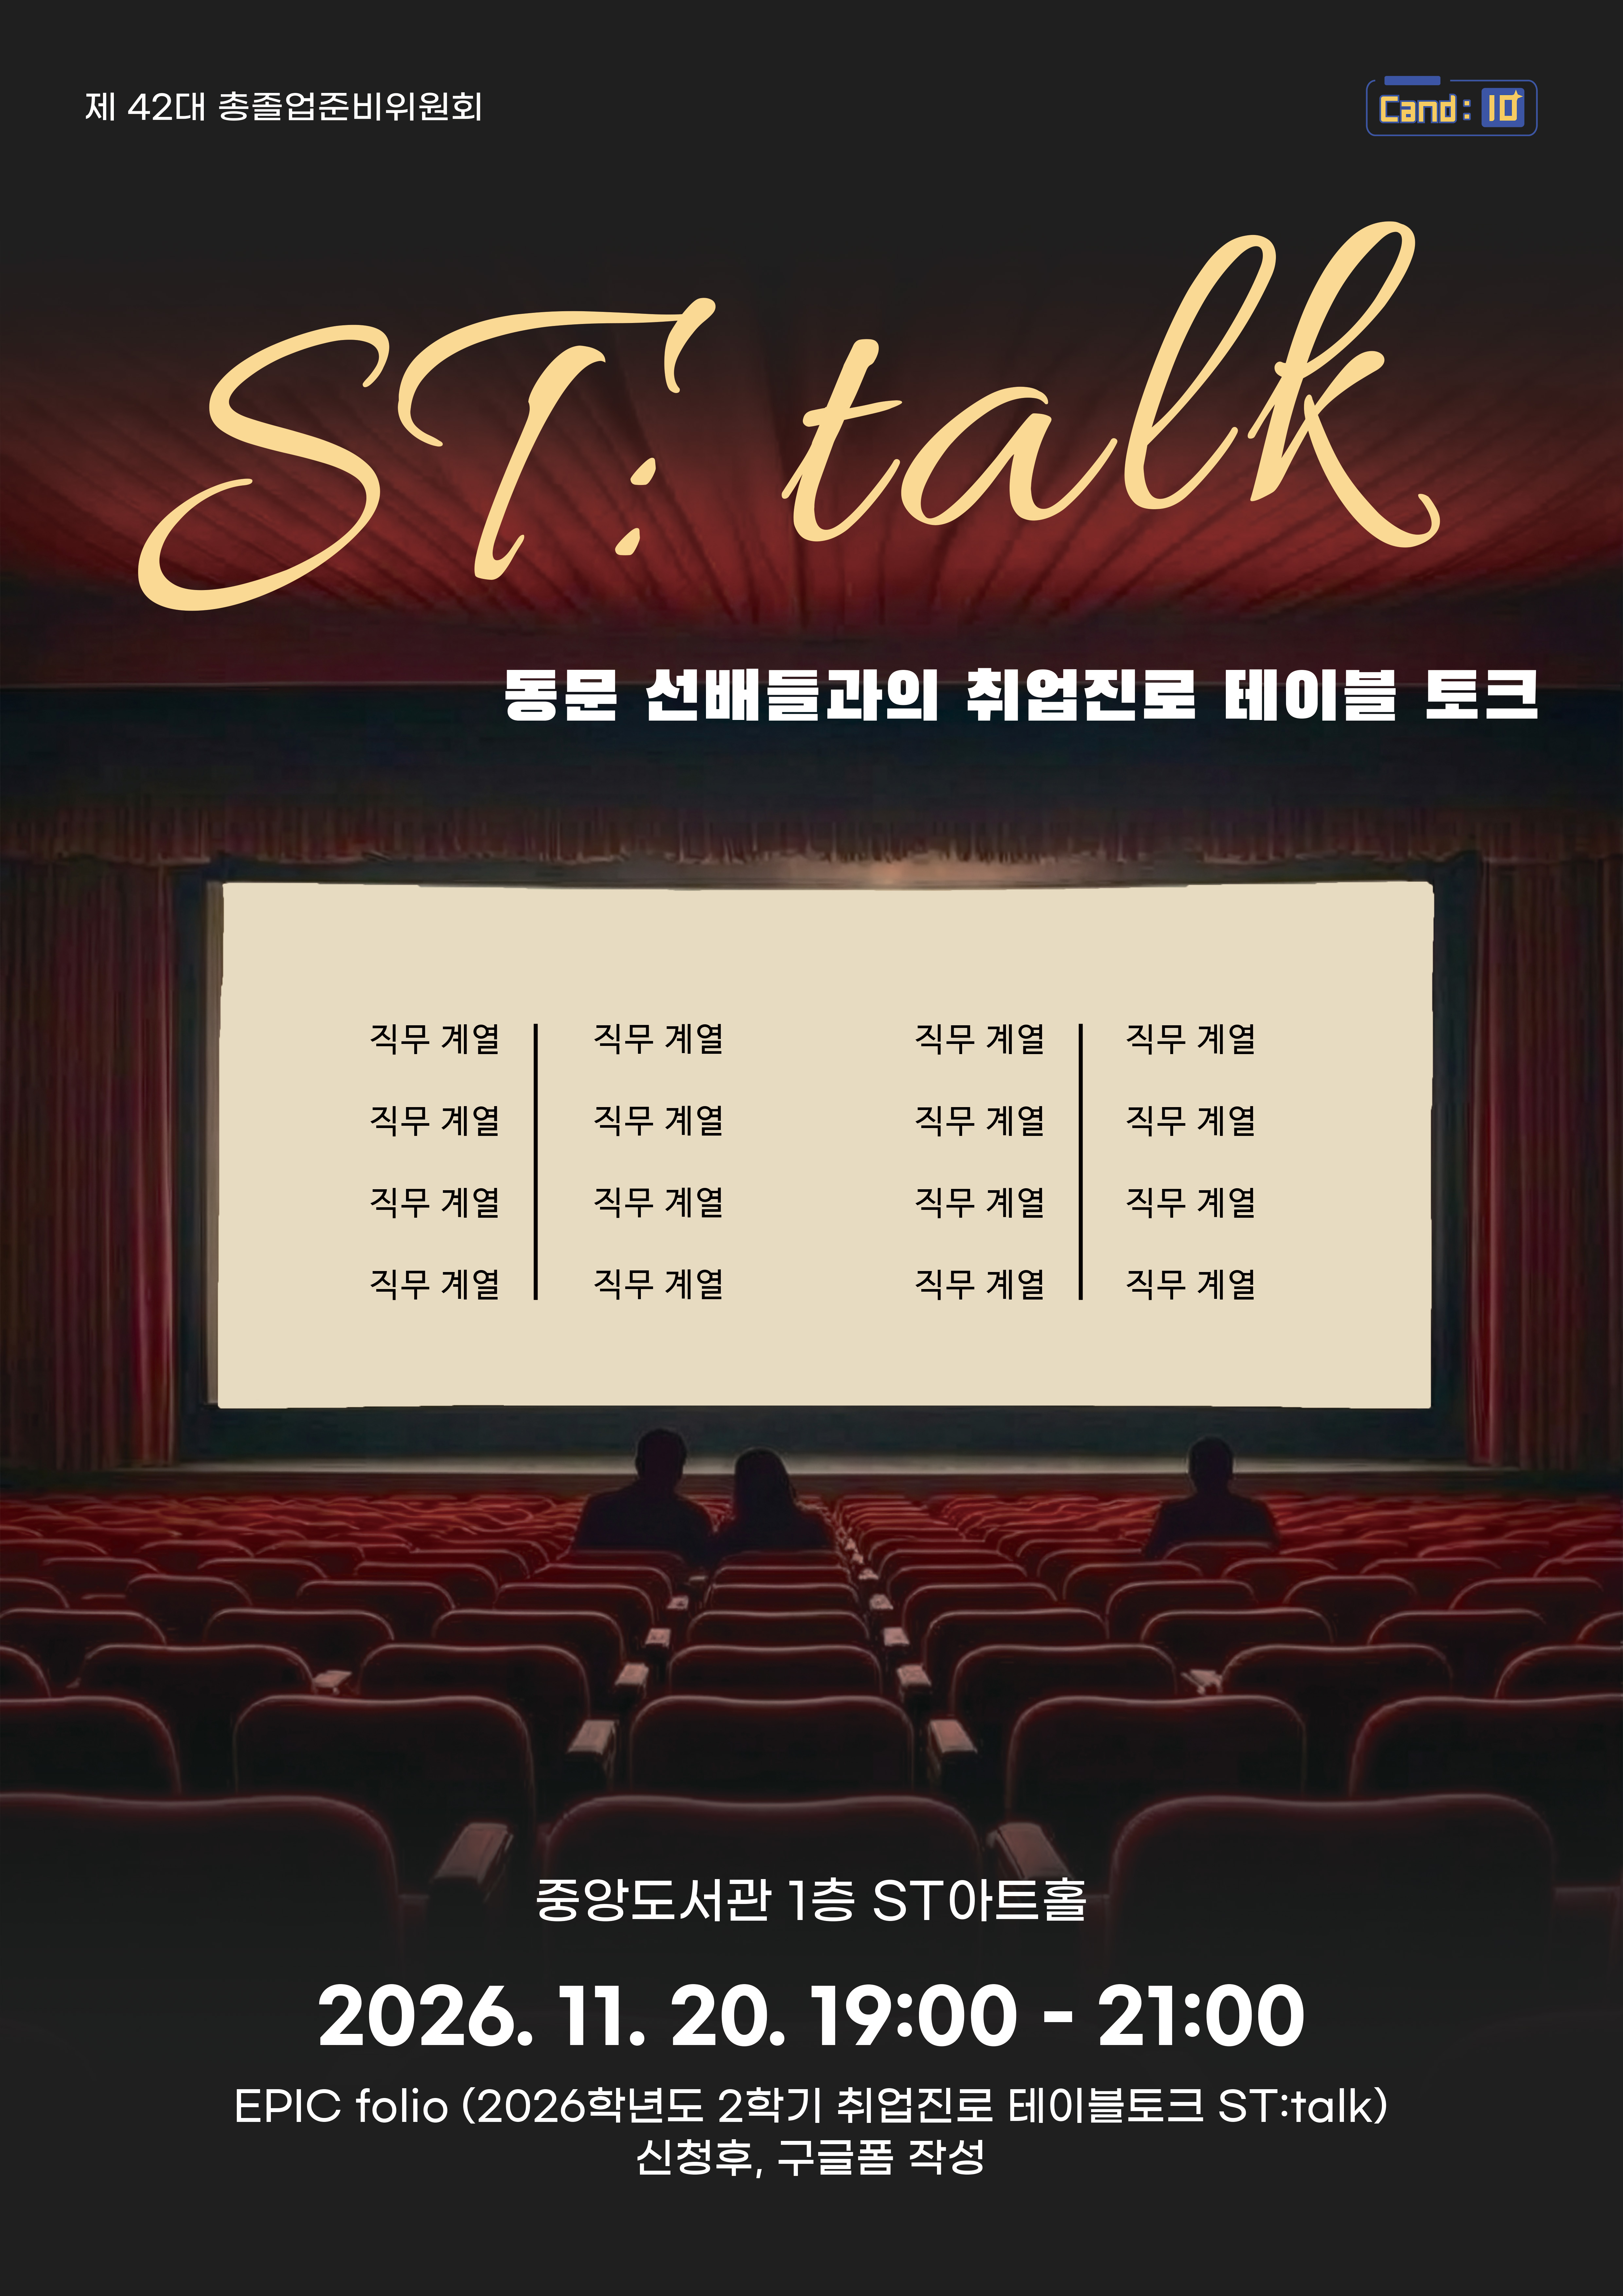 제 42대 총졸업준비위원회
Cand: ID
ST: talk
동문 선배들과의 취업진로 테이블 토크
직무 계열 직무 계열 직무 계열 직무 계열
직무 계열 직무 계열 직무 계열 직무 계열
직무 계열 직무 계열 직무 계열 직무 계열
직무 계열 직무 계열 직무 계열 직무 계열
중앙도서관 1층 ST아트홀
2026. 11. 20. 19:00 - 21:00
EPIC folio (2026학년도 2학기 취업진로 테이블토크 ST:talk)
신청후, 구글폼 작성